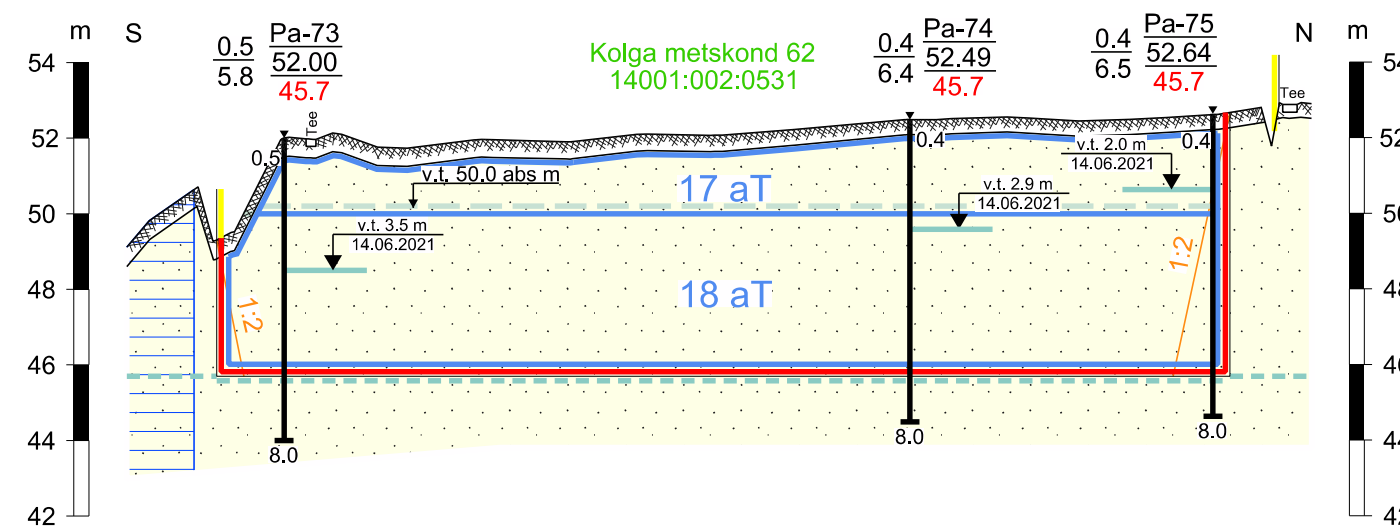 m S N m
Pa-73
0.5 52.00
5.8 45.7
Kolga metskond 62
14001:002:0531
Pa-74
0.4 52.49
6.4 45.7
Pa-75
0.4 52.64
6.5 45.7
54
52
50
48
46
44
42
Tee
Tee
0.5
0.4
0.4
v.t. 50.0 abs m
v.t. 3.5 m
14.06.2021
v.t. 2.9 m
14.06.2021
v.t. 2.0 m
14.06.2021
17 aT
18 aT
1:2
1:2
8.0
8.0
8.0